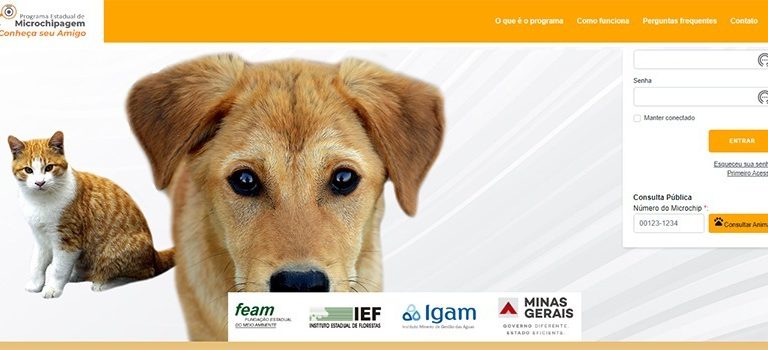 Programa Estadual de
Microchipagem
Conheça seu Amigo
O que é o programa
Como funciona
Perguntas frequentes
Contato
Senha
Manter conectado
ENTRAR
Esqueceu sua senh
Primeiro Acess
Consulta Pública
Número do Microchip *:
00123-1234
Consultar Anima
feam
FUNDAÇÃO ESTADUAL
DO MEIO AMBIENTE
IEF
INSTITUTO ESTADUAL DE FLORESTAS
Igam
Instituto Mineiro de Gestão das Águas
MINAS
GERAIS
GOVERNO DIFERENTE.
ESTADO EFICIENTE.